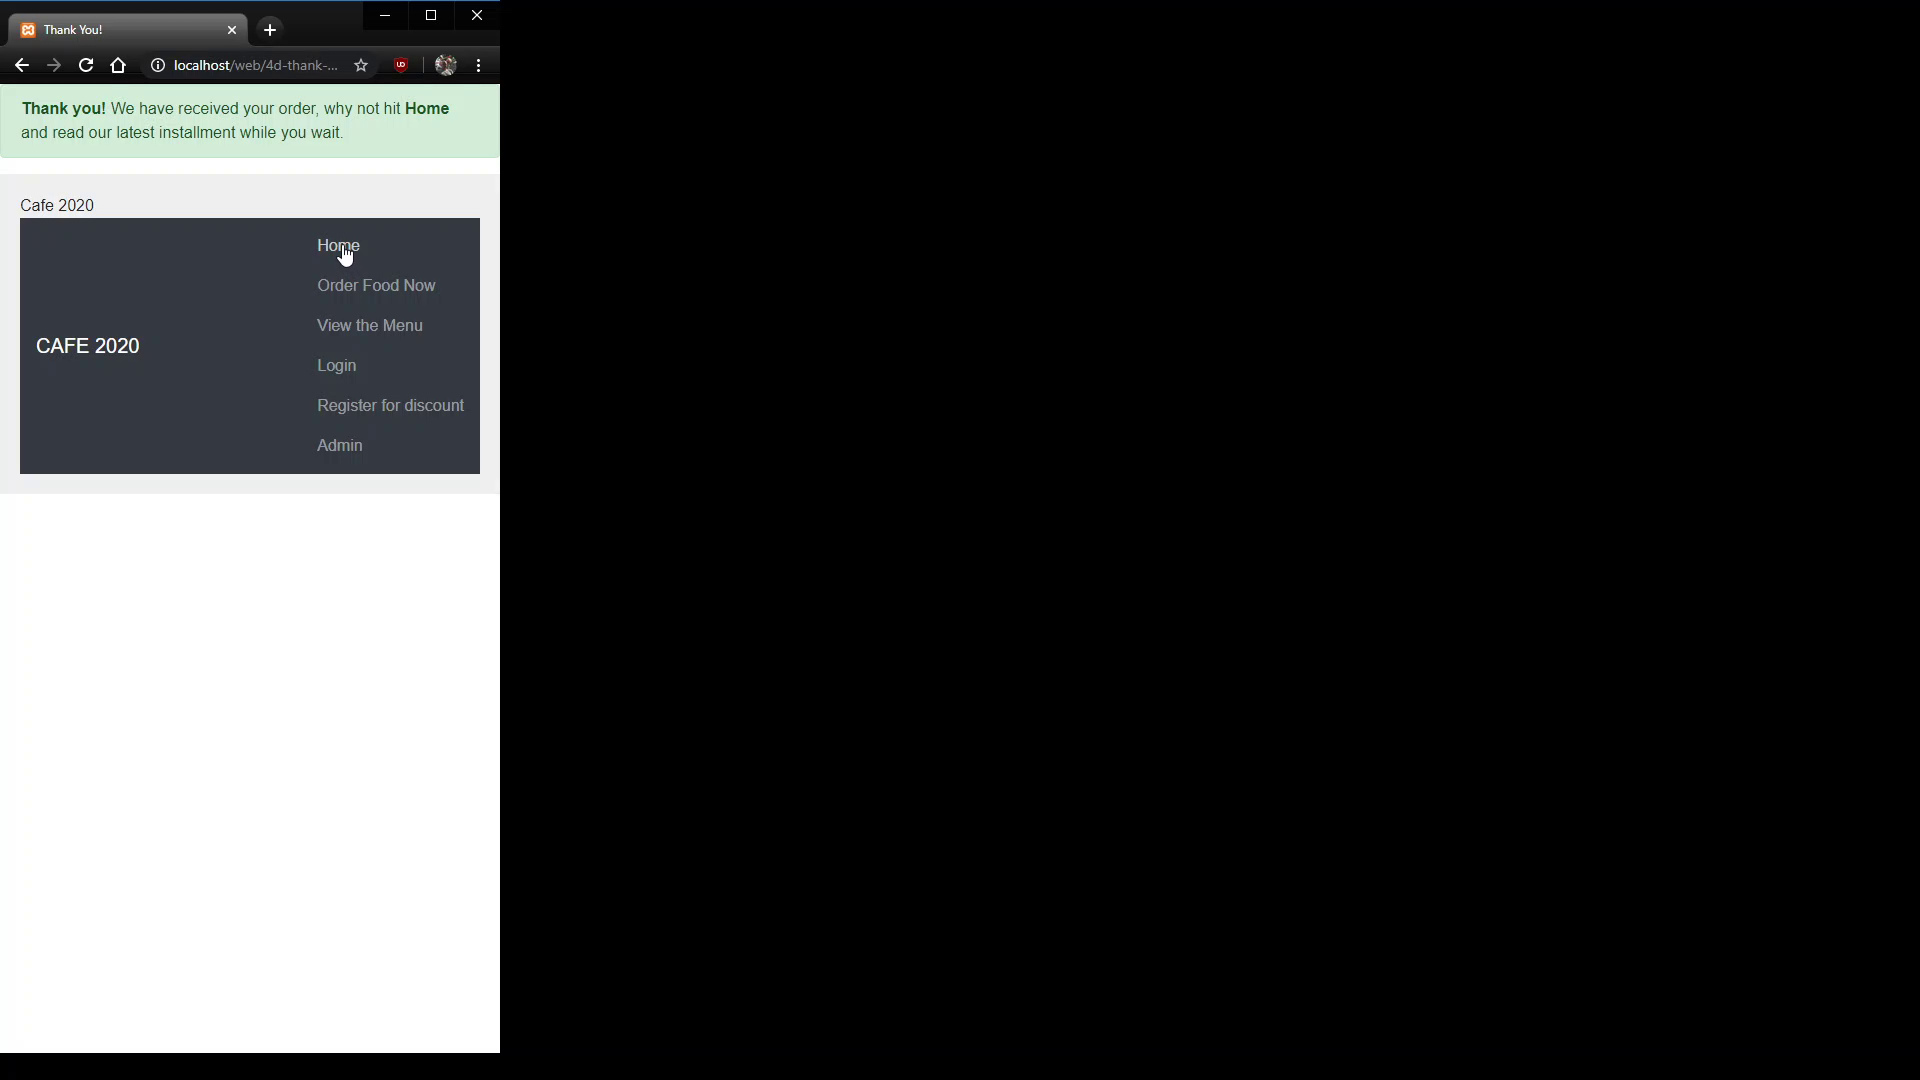 Thank You!
localhost/web/4d-thank-...
Thank you! We have received your order, why not hit Home
and read our latest installment while you wait.
Cafe 2020
Home
Order Food Now
View the Menu
CAFE 2020
Login
Register for discount
Admin